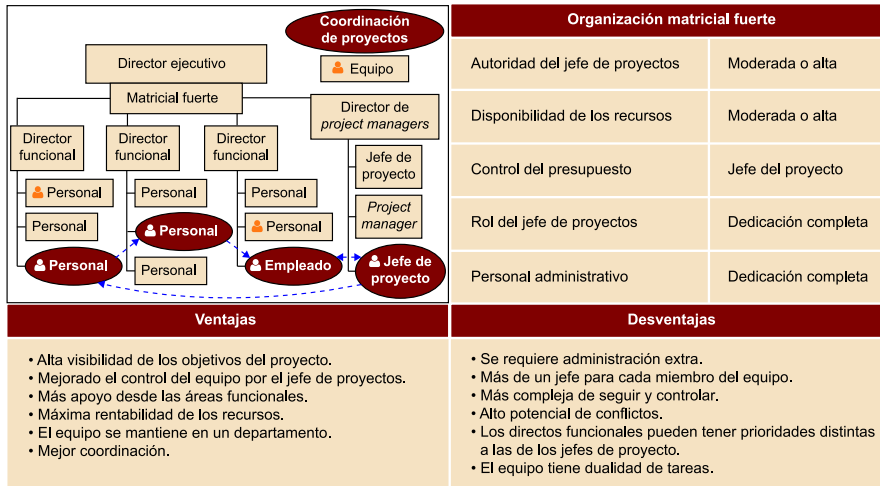 Coordinación
de proyectos
Equipo
Director ejecutivo
Matricial fuerte
Director
funcional
Director
funcional
Director
funcional
Director de
project managers
Personal
Personal
Personal
Personal
Personal
Personal
Personal
Personal
Personal
Empleado
Jefe de
proyecto
Project
manager
Jefe de
proyecto
Organización matricial fuerte
Autoridad del jefe de proyectos
Moderada o alta
Disponibilidad de los recursos
Moderada o alta
Control del presupuesto
Jefe del proyecto
Rol del jefe de proyectos
Dedicación completa
Personal administrativo
Dedicación completa
Ventajas
• Alta visibilidad de los objetivos del proyecto.
• Mejorado el control del equipo por el jefe de proyectos.
• Más apoyo desde las áreas funcionales.
• Máxima rentabilidad de los recursos.
• El equipo se mantiene en un departamento.
• Mejor coordinación.
Desventajas
• Se requiere administración extra.
• Más de un jefe para cada miembro del equipo.
• Más compleja de seguir y controlar.
• Alto potencial de conflictos.
• Los directos funcionales pueden tener prioridades distintas
a las de los jefes de proyecto.
• El equipo tiene dualidad de tareas.